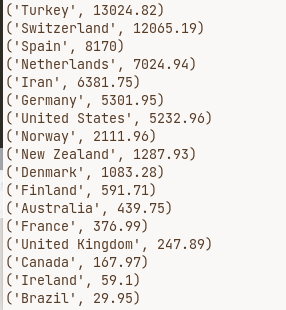 ('Turkey', 13024.82)
('Switzerland', 12065.19)
('Spain', 8170)
('Netherlands', 7024.94)
('Iran', 6381.75)
('Germany', 5301.95)
('United States', 5232.96)
('Norway', 2111.96)
('New Zealand', 1287.93)
('Denmark', 1083.28)
('Finland', 591.71)
('Australia', 439.75)
('France', 376.99)
('United Kingdom', 247.89)
('Canada', 167.97)
('Ireland', 59.1)
('Brazil', 29.95)